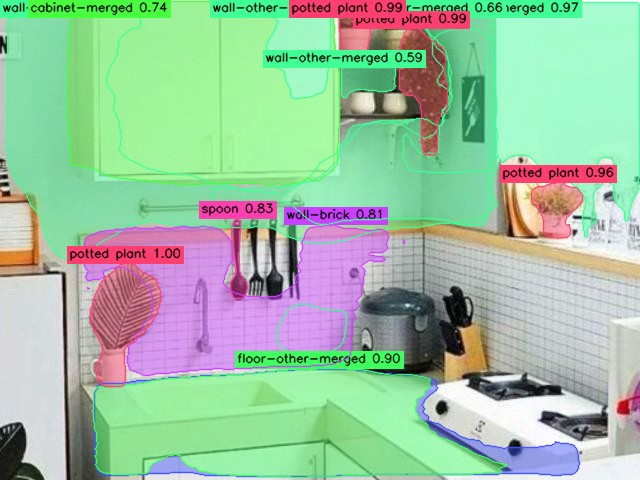 wall-cabinet-merged 0.74
wall-other-
potted plant 0.99
r-merged 0.66
erged 0.97
potted plant 0.99
wall-other-merged 0.59
potted plant 0.96
spoon 0.83
wall-brick 0.81
potted plant 1.00
floor-other-merged 0.90